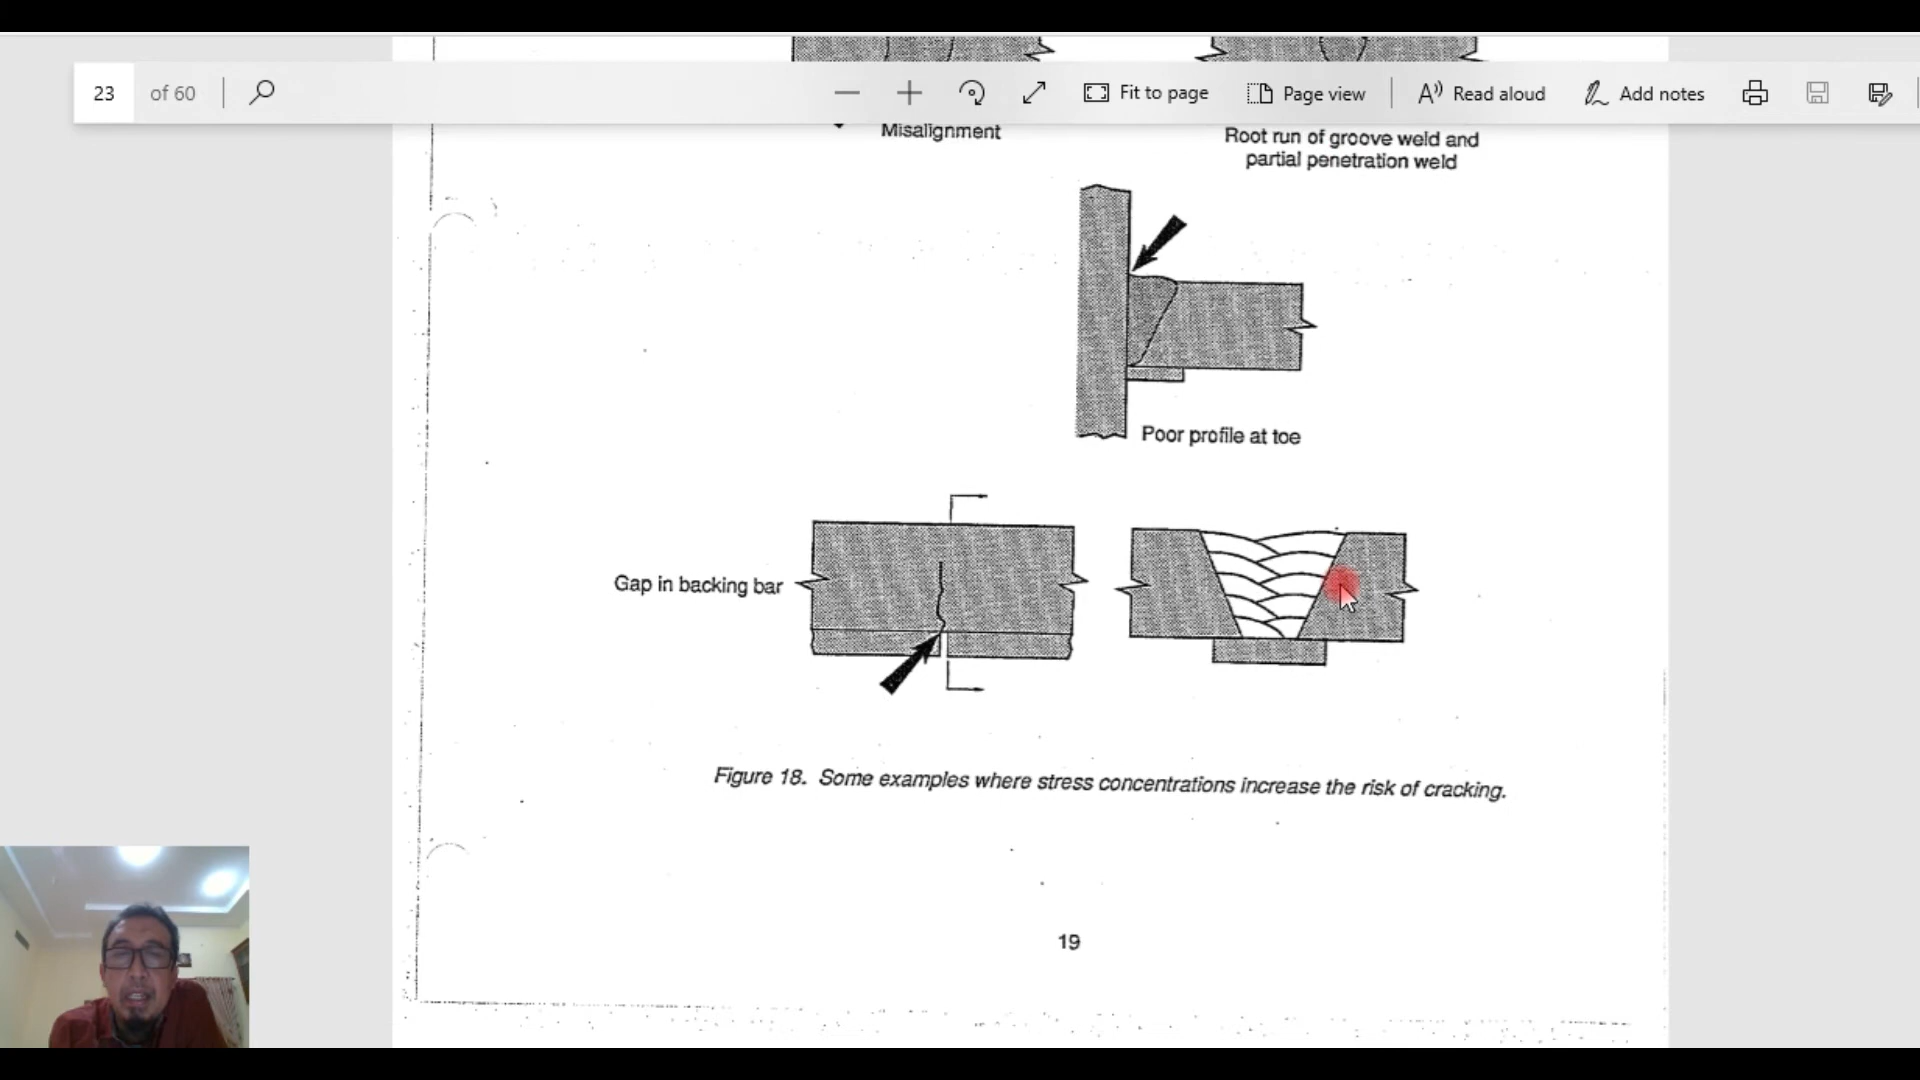 23 of 60 Fit to page Page view Read aloud Add notes
Misalignment
Root run of groove weld and
partial penetration weld
Poor profile at toe
Gap in backing bar
Figure 18. Some examples where stress concentrations increase the risk of cracking.
19